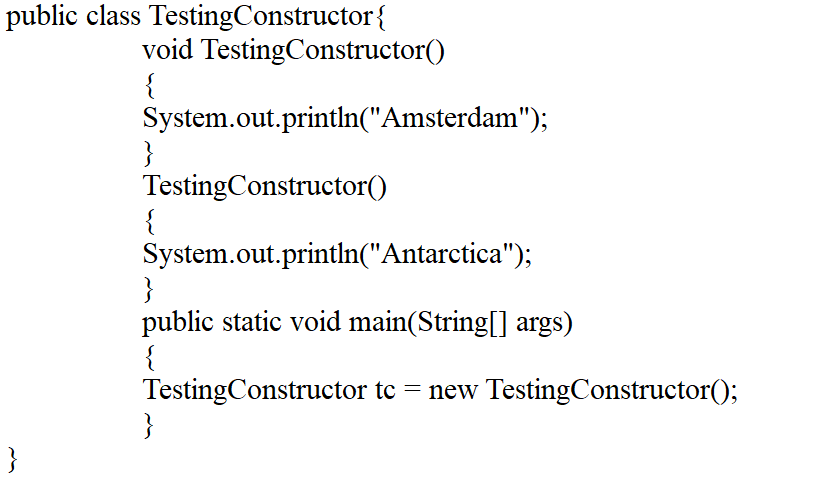 public class TestingConstructor{
void TestingConstructor()
{
System.out.println("Amsterdam");
}
TestingConstructor()
{
System.out.println("Antarctica");
}
public static void main(String[] args)
{
TestingConstructor tc = new TestingConstructor();
}
}